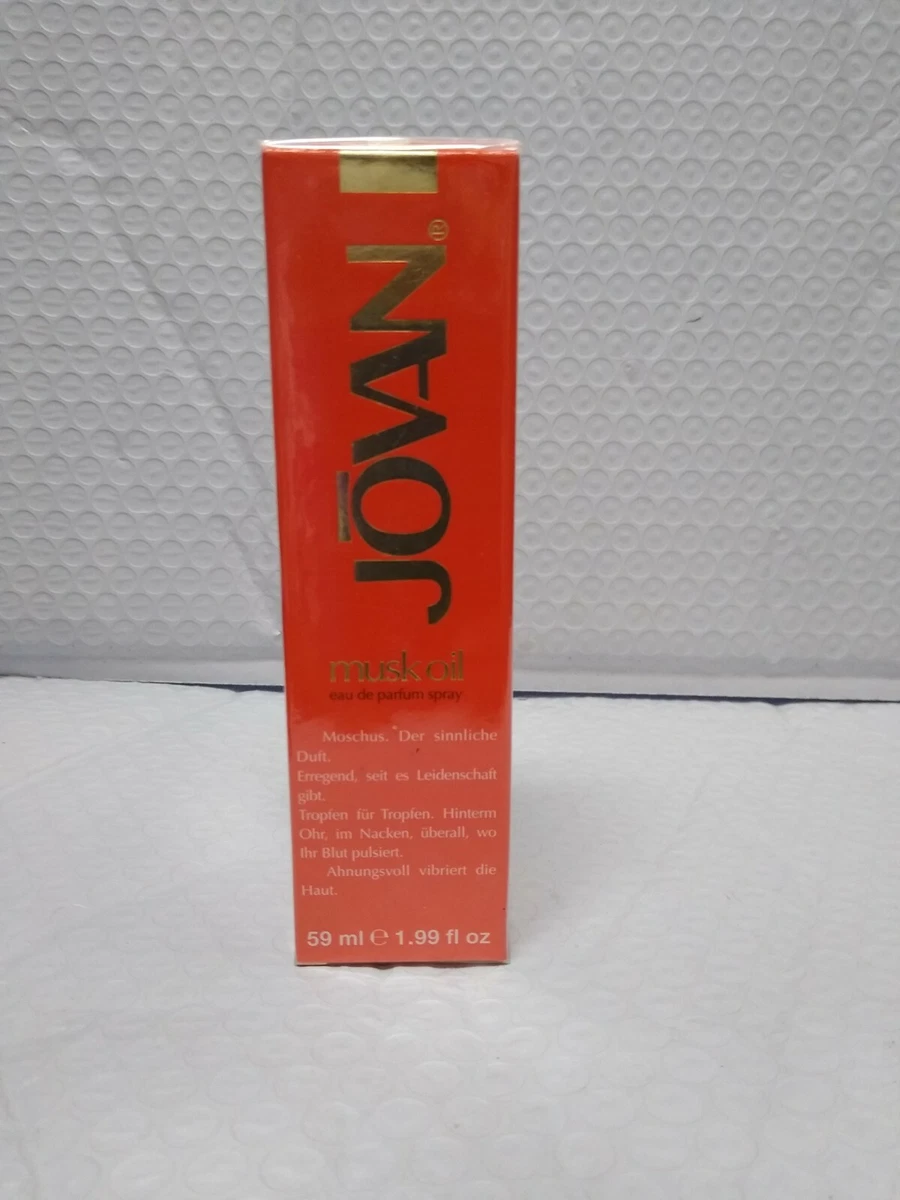 JŌVAN®
musk oil
eau de parfum spray
Moschus. Der sinnliche
Duft.
Erregend, seit es Leidenschaft
gibt.
Tropfen für Tropfen. Hinterm
Ohr, im Nacken, überall, wo
Ihr Blut pulsiert.
Ahnungsvoll vibriert die
Haut.
59 ml ℮ 1.99 fl oz